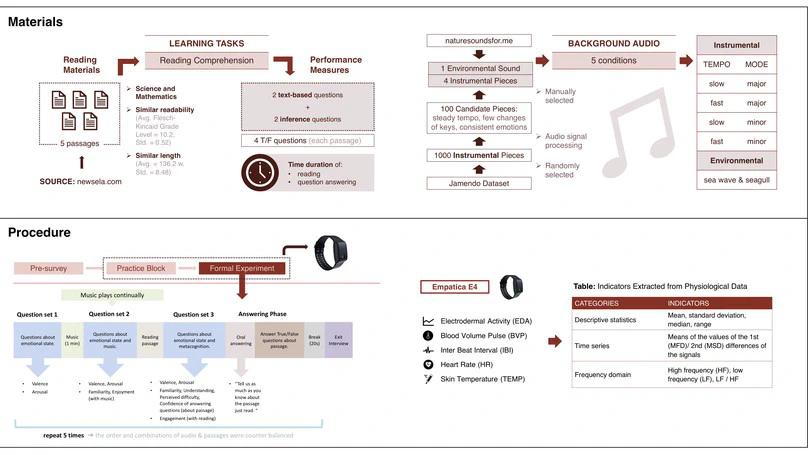 Materials
LEARNING TASKS
Reading Comprehension
Reading
Materials
5 passages
SOURCE: newsela.com
Science and
Mathematics
Similar readability
(Avg. Flesch-
Kincaid Grade
Level = 10.2,
Std. = 0.52)
Similar length
(Avg. = 136.2 w,
Std. = 8.48)
Performance
Measures
2 text-based questions
+
2 inference questions
4 T/F questions (each passage)
Time duration of:
• reading
• question answering
naturesoundsfor.me
1 Environmental Sound
4 Instrumental Pieces
100 Candidate Pieces:
steady tempo, few changes
of keys, consistent emotions
1000 Instrumental Pieces
Jamendo Dataset
Manually
selected
Audio signal
processing
Randomly
selected
BACKGROUND AUDIO
5 conditions
Instrumental
TEMPO MODE
slow major
fast major
slow minor
fast minor
Environmental
sea wave & seagull
Procedure
Pre-survey
Practice Block
Formal Experiment
Music plays continually
Question set 1
Question set 2
Question set 3
Answering Phase
Questions about
emotional state.
Music
(1 min)
Questions about
emotional state and
music.
Reading
passage
Questions about
emotional state and
metacognition.
Oral
answering
Answer True/False
questions about
passage.
Break
(20s)
Exit
Interview
• Valence
• Arousal
• Valence, Arousal
• Familiarity, Enjoyment
(with music)
• Valence, Arousal
• Familiarity, Understanding,
Perceived difficulty,
Confidence of answering
questions (about passage)
• Engagement (with reading)
• "Tell us as
much as you
know about
the passage
just read. "
repeat 5 times → the order and combinations of audio & passages were counter balanced
Empatica E4
Electrodermal Activity (EDA)
Blood Volume Pulse (BVP)
Inter Beat Interval (IBI)
Heart Rate (HR)
Skin Temperature (TEMP)
Table: Indicators Extracted from Physiological Data
CATEGORIES INDICATORS
Descriptive statistics
Mean, standard deviation,
median, range
Time series
Means of the values of the 1st
(MFD)/ 2nd (MSD) differences of
the signals
Frequency domain
High frequency (HF), low
frequency (LF), LF / HF